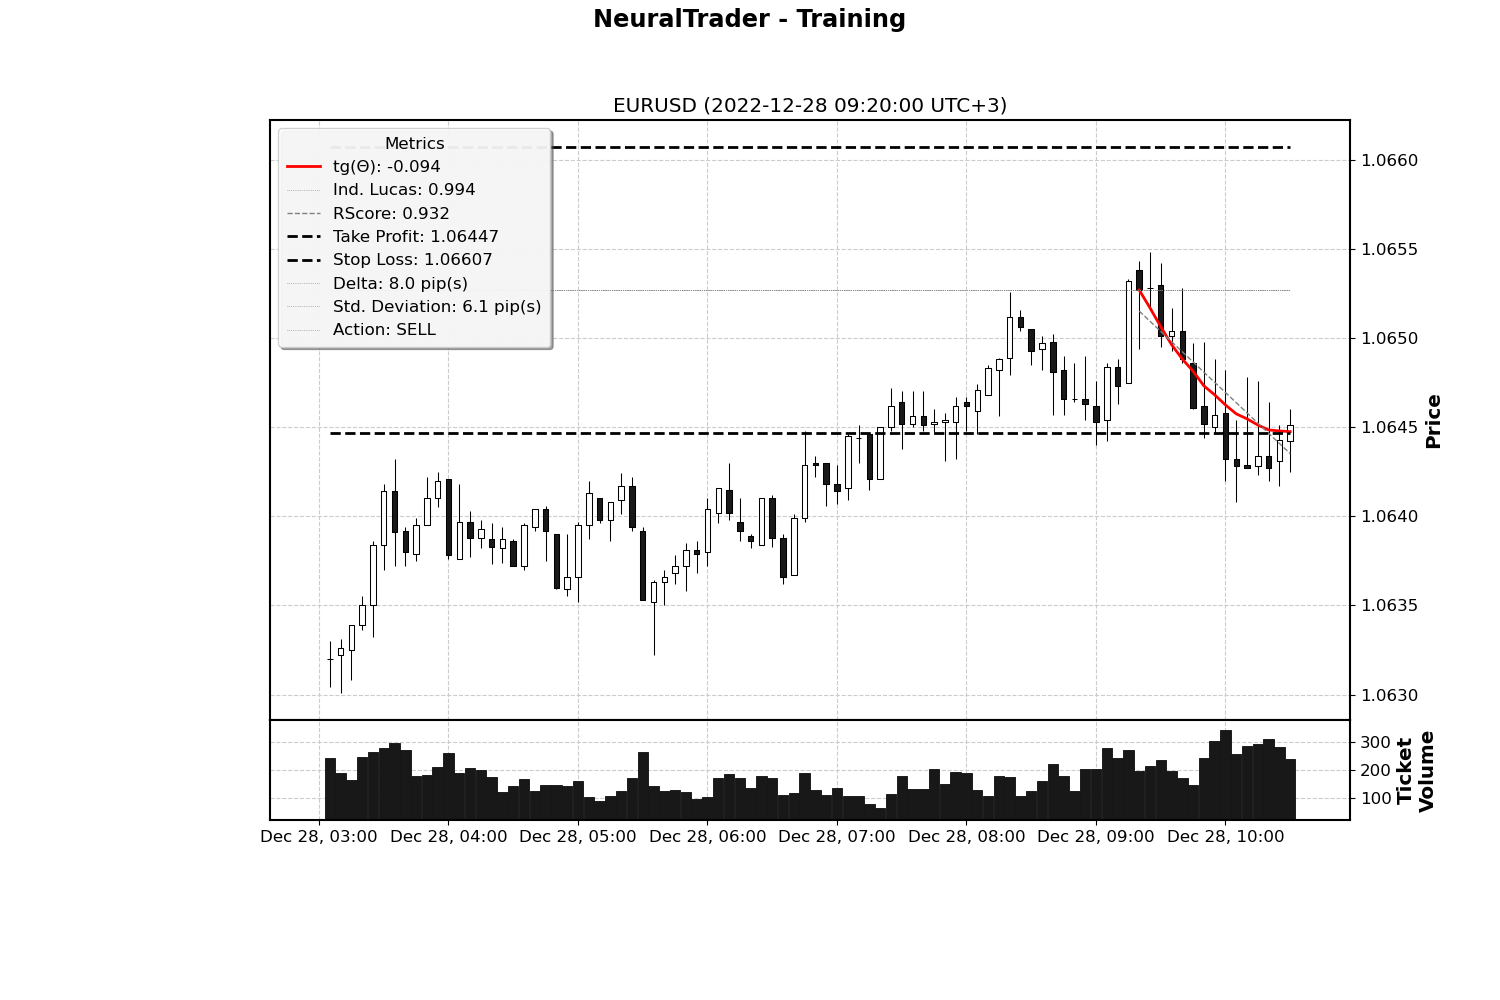 NeuralTrader - Training
EURUSD (2022-12-28 09:20:00 UTC+3)
Metrics
tg(Θ): -0.094
Ind. Lucas: 0.994
RScore: 0.932
Take Profit: 1.06447
Stop Loss: 1.06607
Delta: 8.0 pip(s)
Std. Deviation: 6.1 pip(s)
Action: SELL
1.0660
1.0655
1.0650
1.0645
1.0640
1.0635
1.0630
Price
300
200
100
Ticket
Volume
Dec 28, 03:00 Dec 28, 04:00 Dec 28, 05:00 Dec 28, 06:00 Dec 28, 07:00 Dec 28, 08:00 Dec 28, 09:00 Dec 28, 10:00